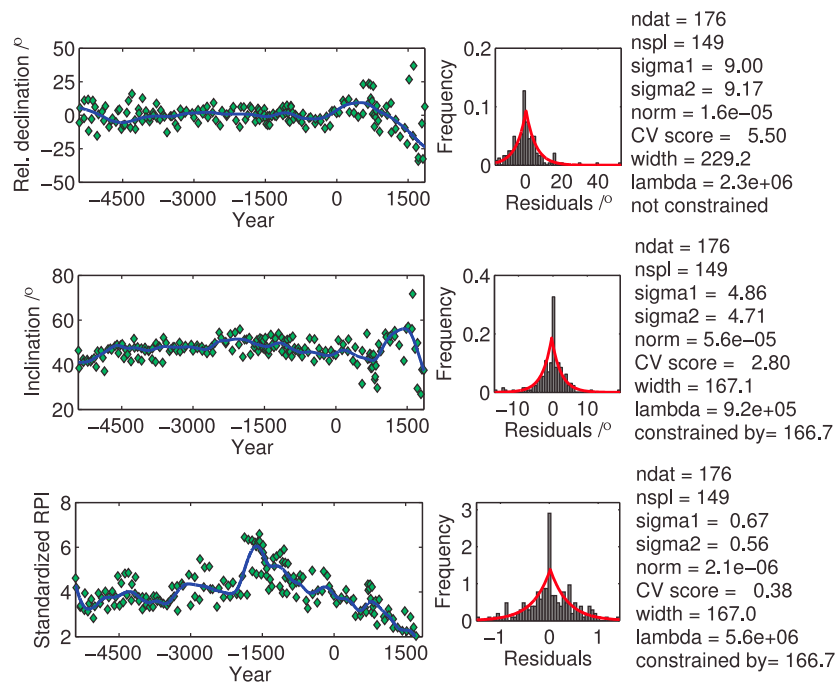 50
25
0
−25
−50
Rel. declination /º
−4500 −3000 −1500 0 1500
Year
0.2
0.1
0
Frequency
0 20 40
Residuals /º
ndat = 176
nspl = 149
sigma1 = 9.00
sigma2 = 9.17
norm = 1.6e−05
CV score = 5.50
width = 229.2
lambda = 2.3e+06
not constrained
80
60
40
20
Inclination /º
−4500 −3000 −1500 0 1500
Year
0.4
0.2
0
Frequency
−10 0 10
Residuals /º
ndat = 176
nspl = 149
sigma1 = 4.86
sigma2 = 4.71
norm = 5.6e−05
CV score = 2.80
width = 167.1
lambda = 9.2e+05
constrained by= 166.7
8
6
4
2
Standardized RPI
−4500 −3000 −1500 0 1500
Year
3
2
1
0
Frequency
−1 0 1
Residuals
ndat = 176
nspl = 149
sigma1 = 0.67
sigma2 = 0.56
norm = 2.1e−06
CV score = 0.38
width = 167.0
lambda = 5.6e+06
constrained by= 166.7